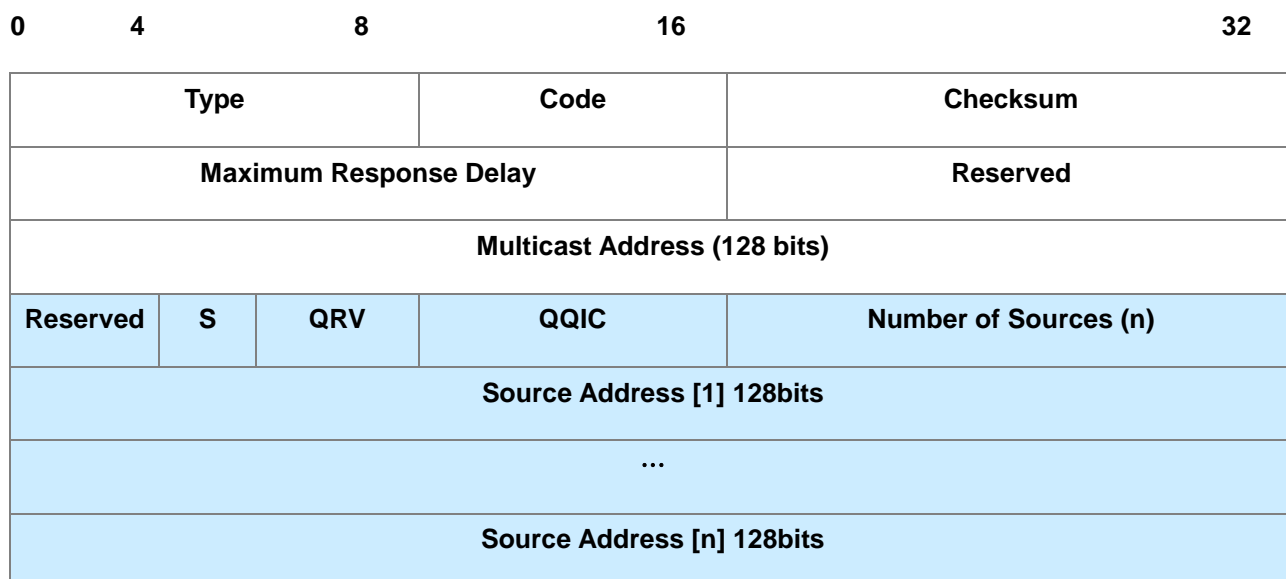 0 4 8 16 32
Type Code Checksum
Maximum Response Delay Reserved
Multicast Address (128 bits)
Reserved S QRV QQIC Number of Sources (n)
Source Address [1] 128bits
…
Source Address [n] 128bits